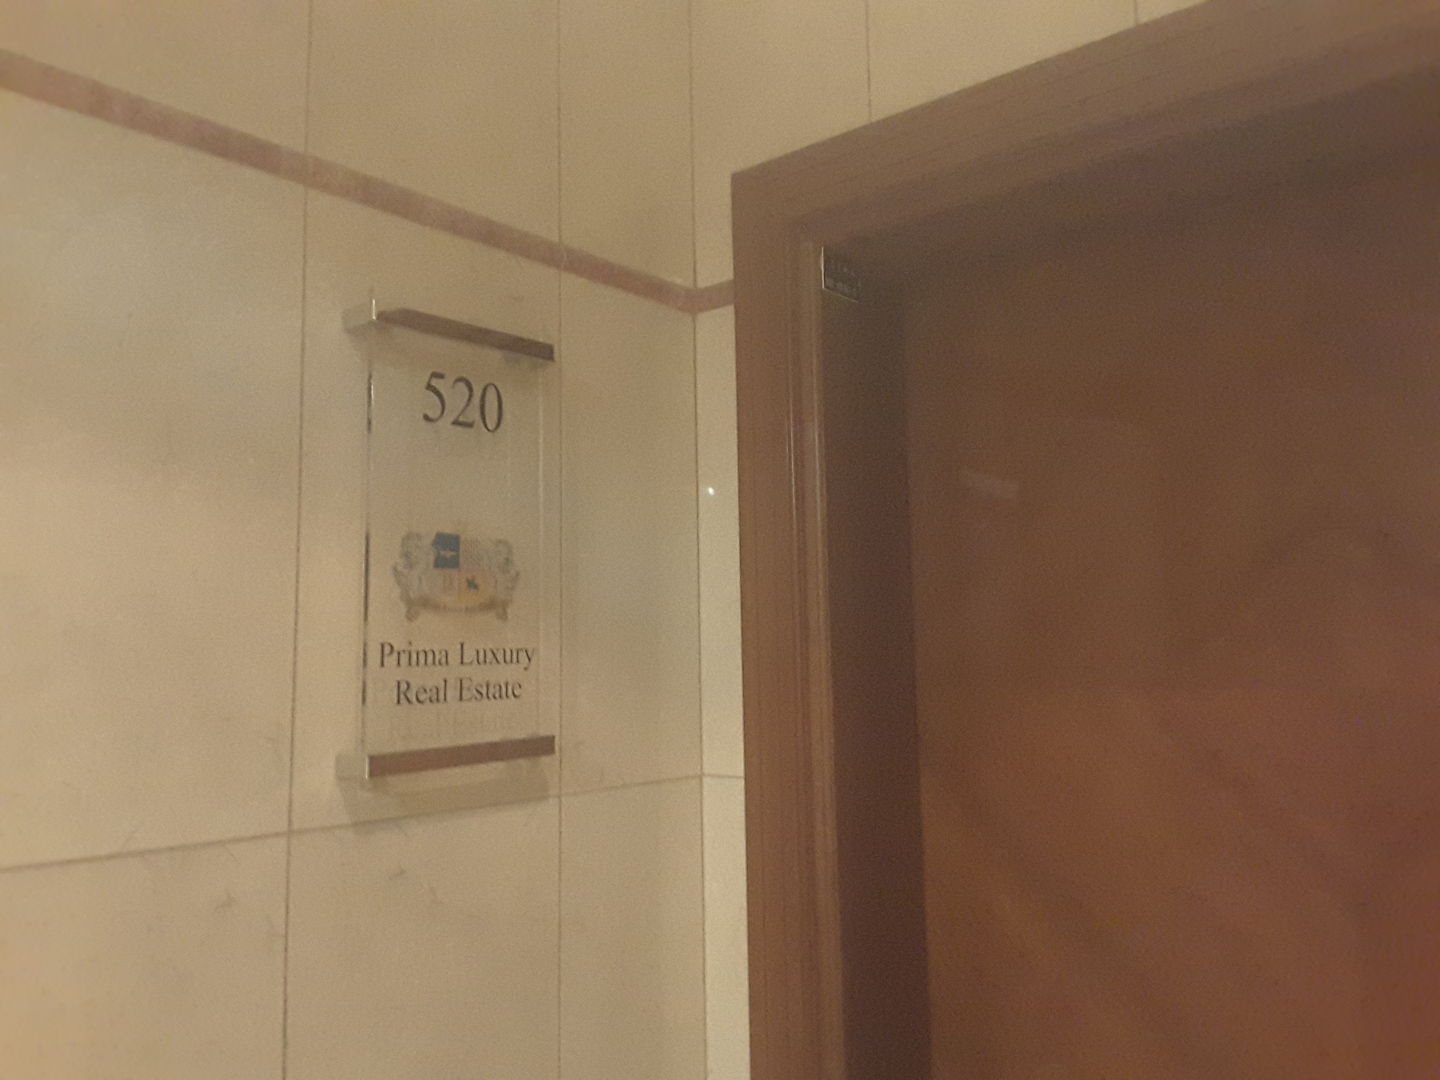 520
Prima Luxury
Real Estate